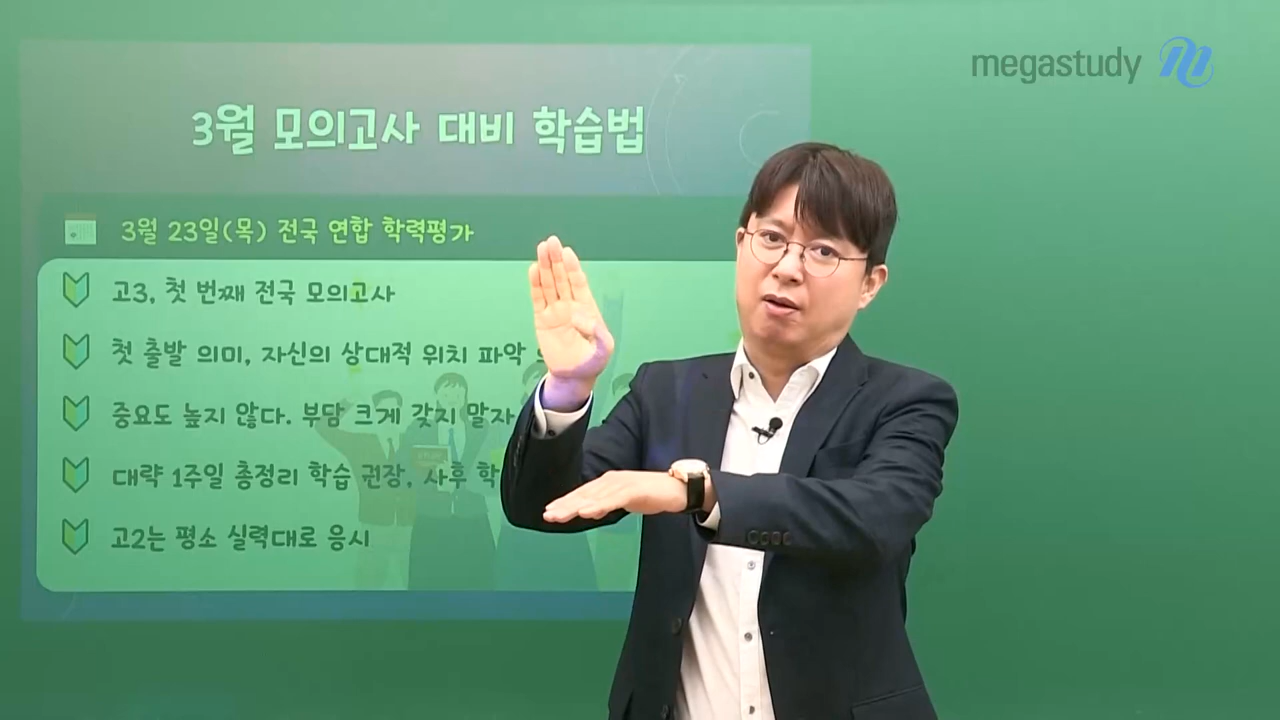 megastudy
3월 모의고사 대비 학습법
3월 23일(목) 전국 연합 학력평가
고3, 첫 번째 전국 모의고사
첫 출발 의미, 자신의 상대적 위치 파악
중요도 높지 않다. 부담 크게 갖지 말자
대략 1주일 총정리 학습 권장, 사후
고2는 평소 실력대로 응시